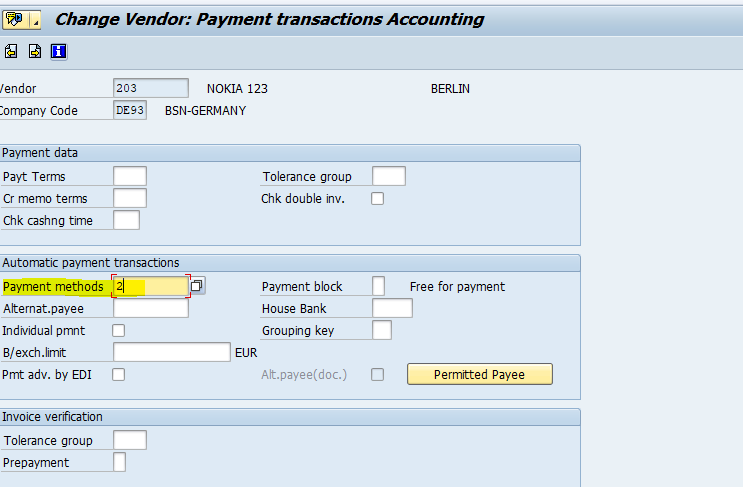 Change Vendor: Payment transactions Accounting
Vendor 203 NOKIA 123 BERLIN
Company Code DE93 BSN-GERMANY
Payment data
Payt Terms Tolerance group
Cr memo terms Chk double inv.
Chk cashng time
Automatic payment transactions
Payment methods 2 Payment block Free for payment
Alternat.payee House Bank
Individual pmnt Grouping key
B/exch.limit EUR
Pmt adv. by EDI Alt.payee(doc.) Permitted Payee
Invoice verification
Tolerance group
Prepayment